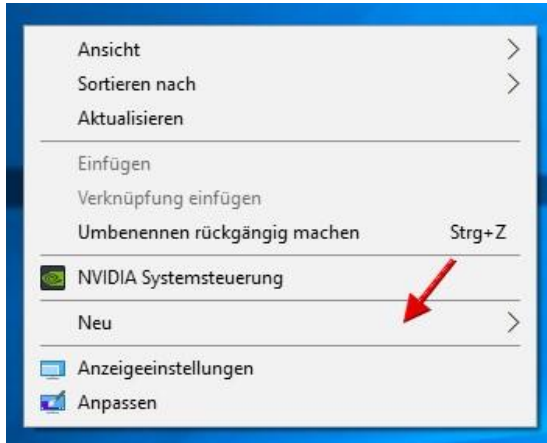 Ansicht
Sortieren nach
Aktualisieren
Einfügen
Verknüpfung einfügen
Umbenennen rückgängig machen Strg+Z
NVIDIA Systemsteuerung
Neu
Anzeigeeinstellungen
Anpassen